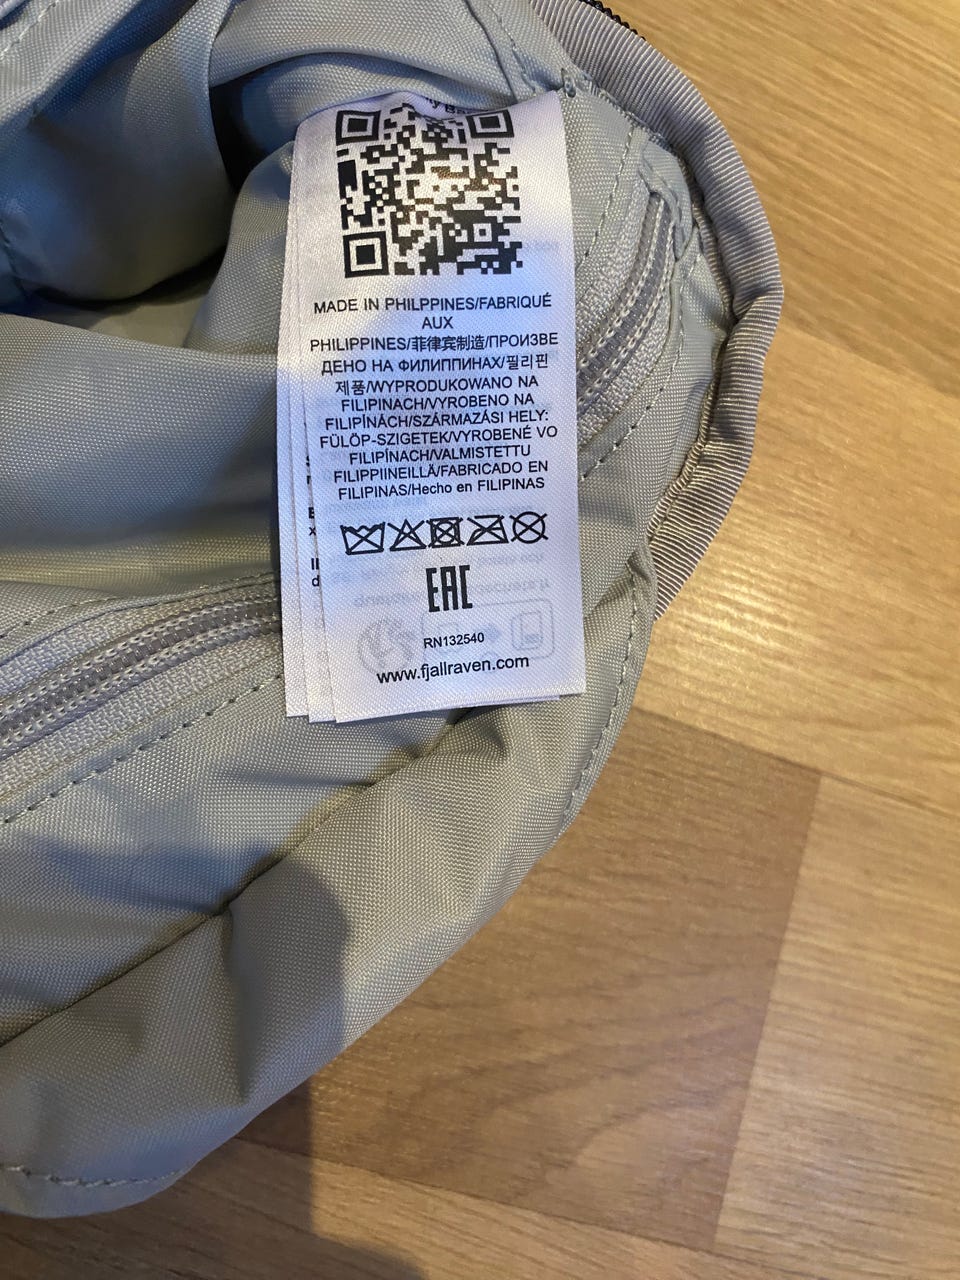 MADE IN PHILPPINES/FABRIQUÉ
AUX
PHILIPPINES/菲律宾制造/ПРОИЗВЕ
ДЕНО НА ФИЛИППИНАХ/필리핀
제품/WYPRODUKOWANO NA
FILIPINACH/VYROBENO NA
FILIPÍNÁCH/SZÁRMAZÁSI HELY:
FÜLÖP-SZIGETEK/VYROBENÉ VO
FILIPÍNACH/VALMISTETTU
FILIPPIINEILLÄ/FABRICADO EN
FILIPINAS/Hecho en FILIPINAS
EAC
RN132540
www.fjallraven.com